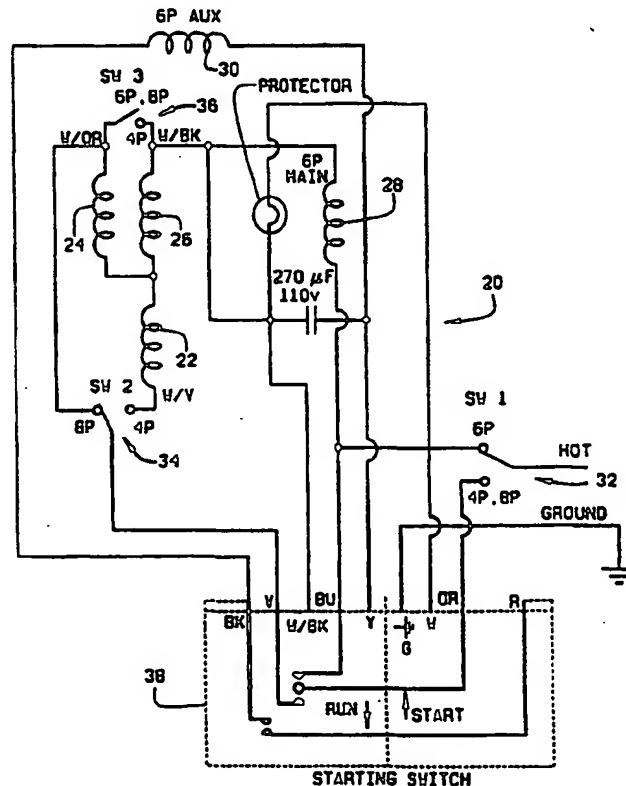 6P AUX
30
SW 3
6P,8P
36
PROTECTOR
W/OR
4P
W/BK
6P
MAIN
28
24
26
270 µF
110v
20
22
SW 2
W/V
SW 1
8P
4P
6P
HOT
34
32
4P,8P
GROUND
V
BU
OR
R
BK
W/BK
Y
G
W
38
RUN
START
STARTING SWITCH